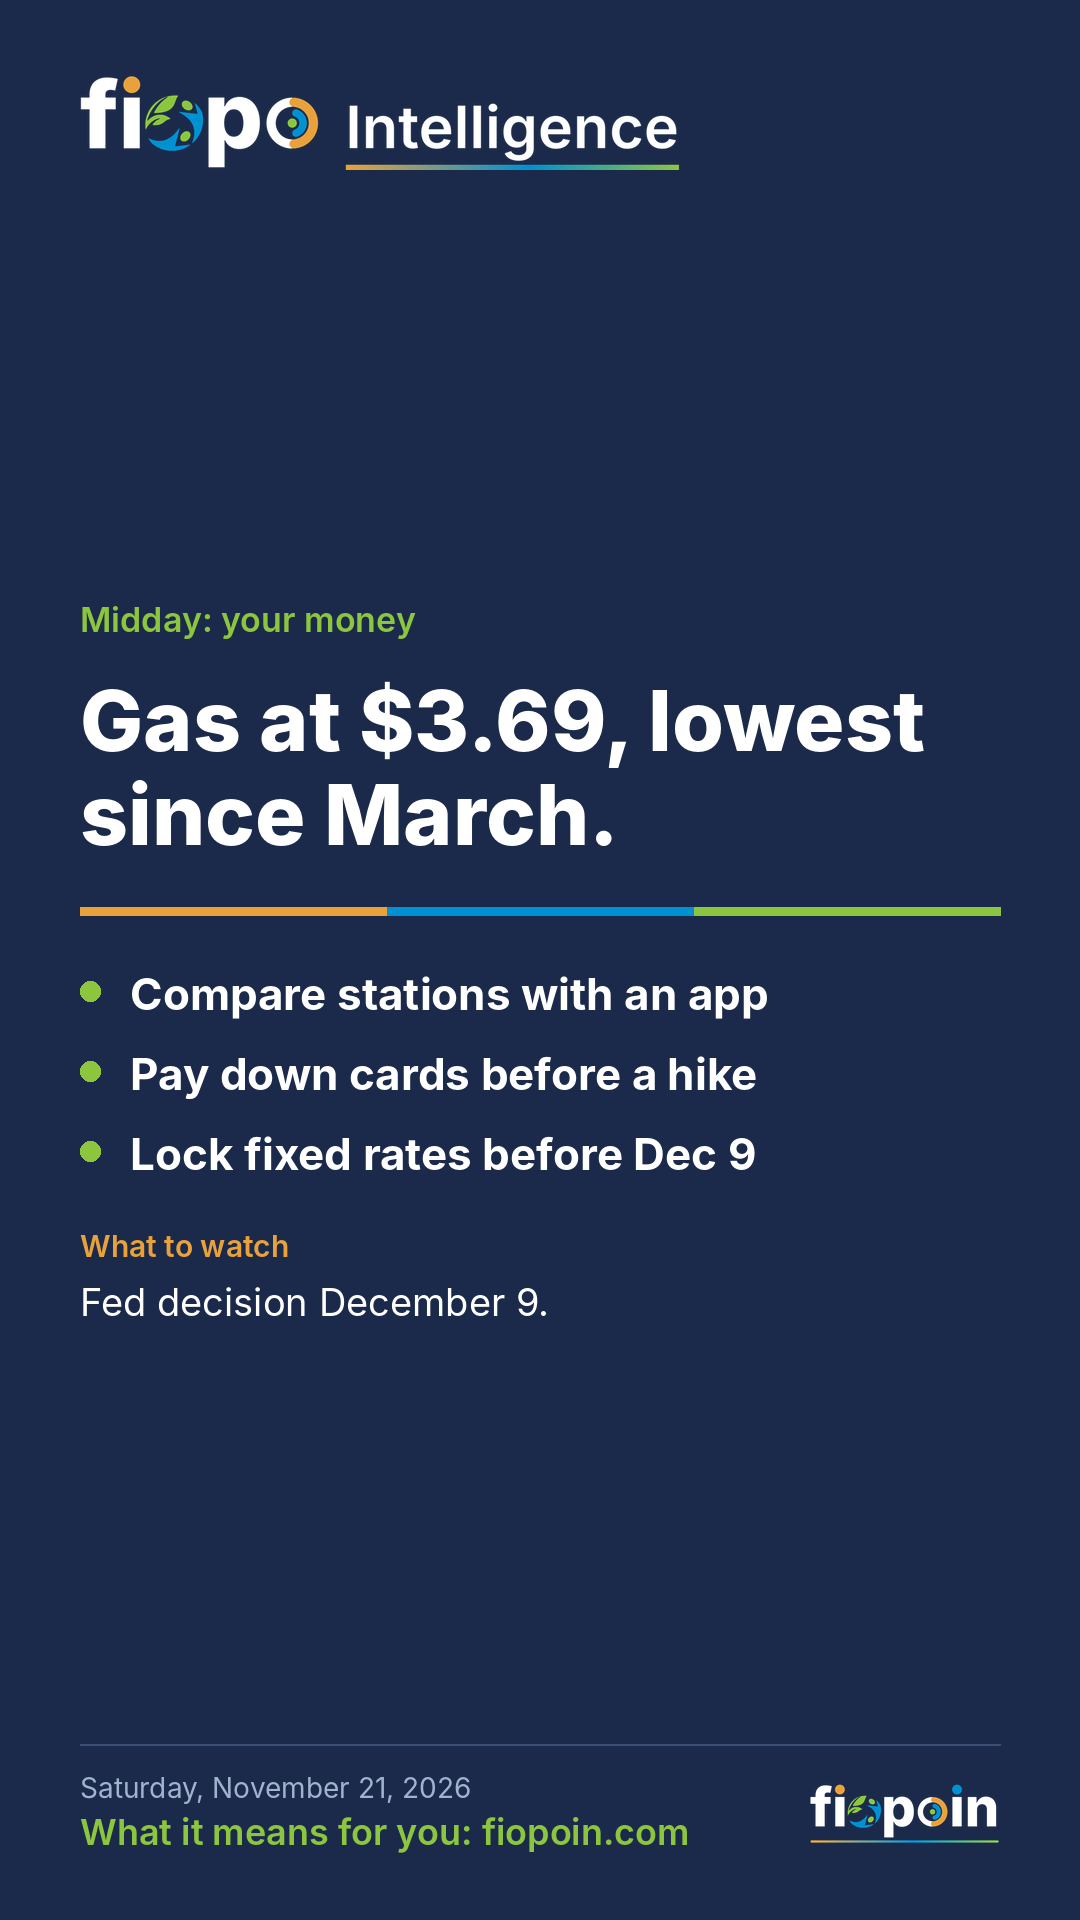 fiopo Intelligence
Midday: your money
Gas at $3.69, lowest
since March.
Compare stations with an app
Pay down cards before a hike
Lock fixed rates before Dec 9
What to watch
Fed decision December 9.
Saturday, November 21, 2026
What it means for you: fiopoin.com
fiopoin